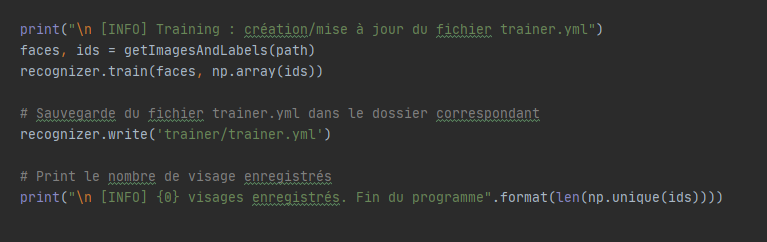 print("\n [INFO] Training : création/mise à jour du fichier trainer.yml")
faces, ids = getImagesAndLabels(path)
recognizer.train(faces, np.array(ids))
# Sauvegarde du fichier trainer.yml dans le dossier correspondant
recognizer.write('trainer/trainer.yml')
# Print le nombre de visage enregistrés
print("\n [INFO] {0} visages enregistrés. Fin du programme".format(len(np.unique(ids))))